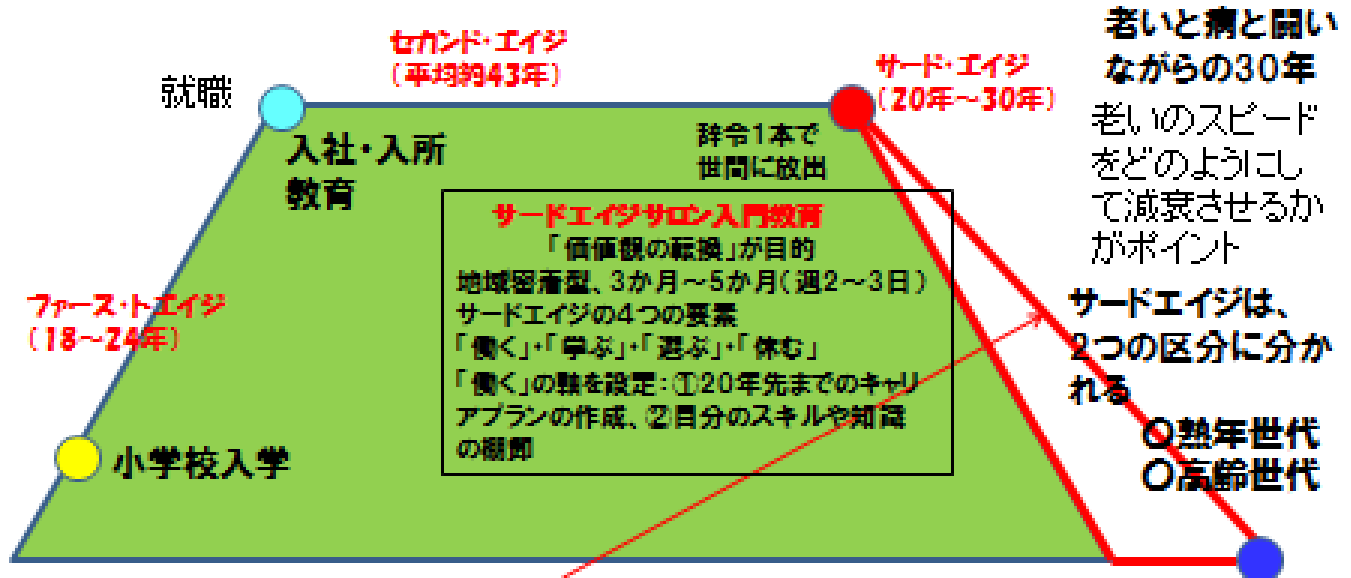 セカンド・エイジ
(平均約43年)
就職
入社・入所
教育
サード・エイジ
(20年～30年)
辞令1本で
世間に放出
老いと病と闘い
ながらの30年
老いのスピード
をどのようにし
て減衰させるか
がポイント
サードエイジサロン入門教育
「価値観の転換」が目的
地域密着型、3か月～5か月(週2～3日)
サードエイジの4つの要素
「働く」・「学ぶ」・「遊ぶ」・「休む」
「働く」の軸を設定:①20年先までのキャリ
アプランの作成、②自分のスキルや知識
の棚卸
ファース・トエイジ
(18～24年)
小学校入学
サードエイジは、
2つの区分に分か
れる
〇熟年世代
〇高齢世代